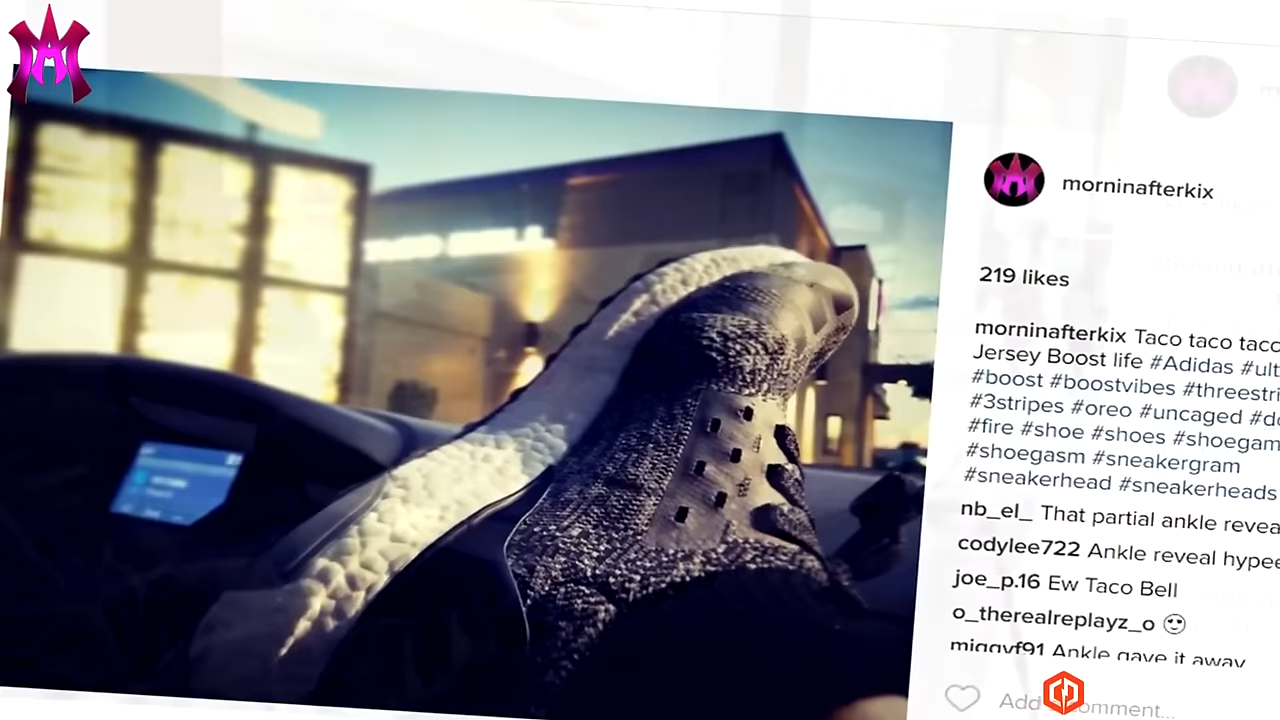 morninafterkix
219 likes
morninafterkix Taco taco taco
Jersey Boost life #Adidas
#boost #boostvibes
#3stripes #oreo #uncaged
#fire #shoe #shoes
#shoegasm #sneakergram
#sneakerhead #sneakerheads
nb_el_ That partial ankle
codylee722 Ankle reveal
joe_p.16 Ew Taco Bell
o_therealreplayz_o 😍
miggyf91 Ankle gave it away
Add